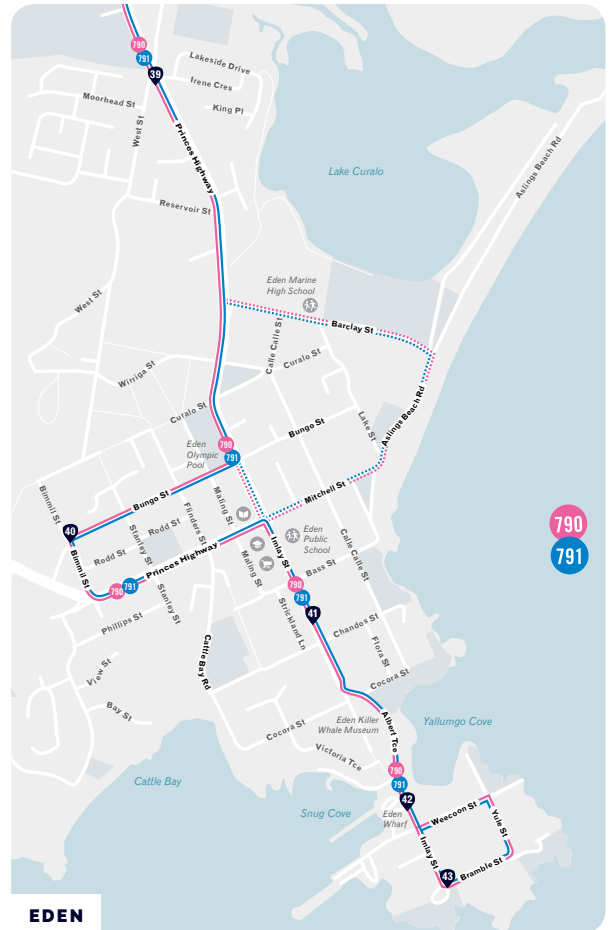 790
791
39
Lakeside Drive
Irene Cres
King Pl
Moorhead St
West St
Princes Highway
Lake Curalo
Aslings Beach Rd
Reservoir St
Eden Marine
High School
West St
Barclay St
Calle Calle St
Curalo St
Wirriga St
Curalo St
Lake St
Aslings Beach Rd
Bungo St
790
791
Eden
Olympic
Pool
Bimmil St
Bungo St
Maling St
Mitchell St
790
791
40
Rodd St
Flinders St
Stanley St
Rodd St
Princes Highway
Imlay St
Eden
Public
School
Calle Calle St
Maling St
Bass St
Bimmil St
790
791
790
791
41
Strickland Ln
Stanley St
Phillips St
Chandos St
Flora St
Cattle Bay Rd
View St
Cocora St
Bay St
Albert Tce
Eden Killer
Whale Museum
Yallumgo Cove
Cocora St
Victoria Tce
790
791
42
Cattle Bay
Snug Cove
Eden
Wharf
Weecoon St
Yule St
Imlay St
Bramble St
43
EDEN